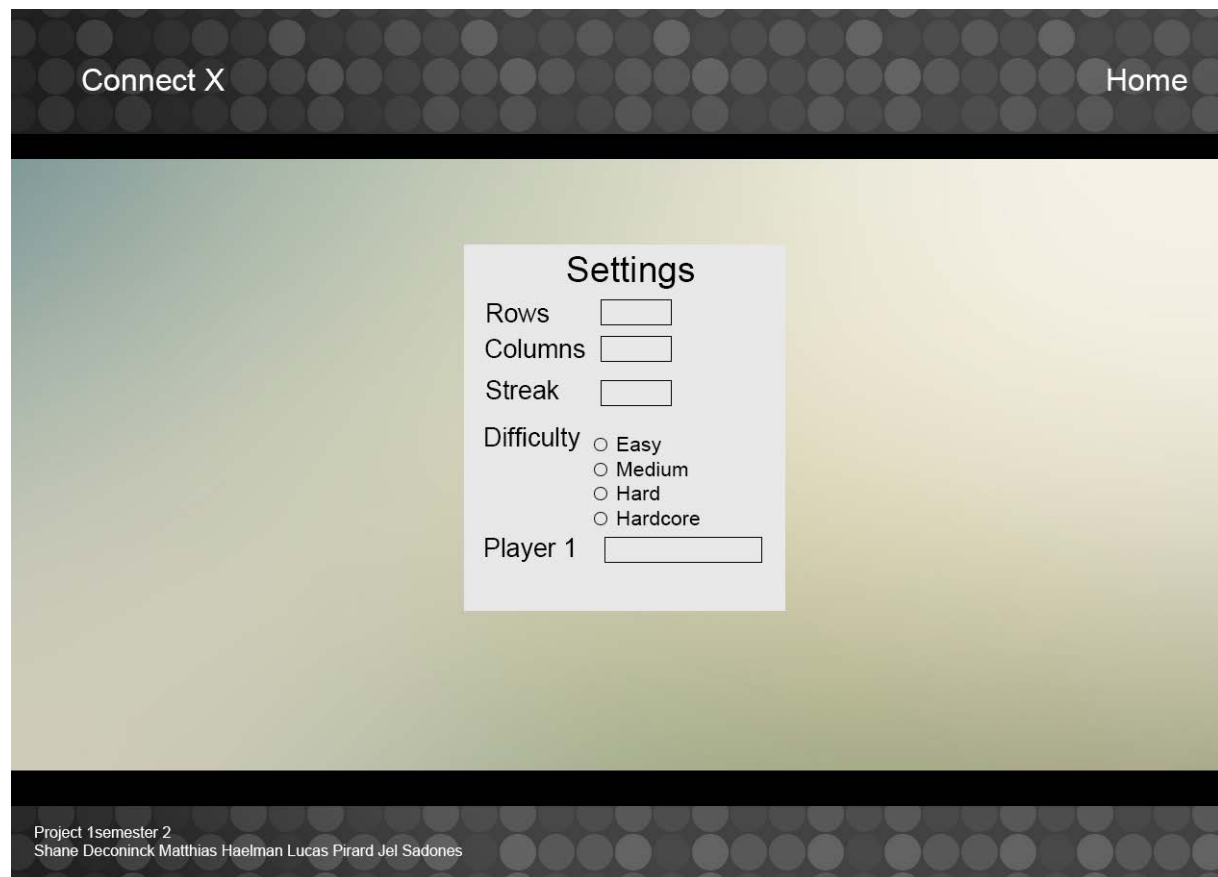 Connect X
Home
Settings
Rows
Columns
Streak
Difficulty
Easy
Medium
Hard
Hardcore
Player 1
Project 1semester 2
Shane Deconinck Matthias Haelman Lucas Pirard Jel Sadones